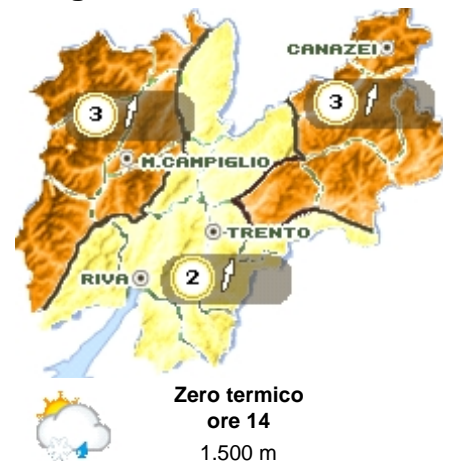 CANAZEI
3
3
M.CAMPIGLIO
TRENTO
RIVA
2
Zero termico
ore 14
1.500 m